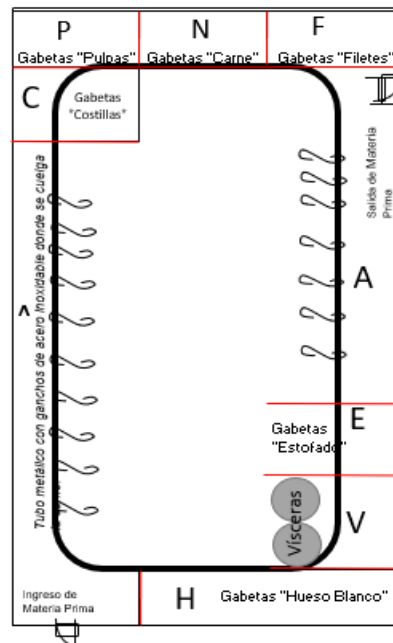 P
N
F
Gabetas "Pulpas"
Gabetas "Carne"
Gabetas "Filetes"
C
Gabetas
"Costillas"
Salida de Materia
Prima
Tubo metálico con ganchos de acero Inoxidable donde se cuelga
<
A
E
Gabetas
"Estofado"
Vísceras
V
Ingreso de
Materia Prima
H
Gabetas "Hueso Blanco"